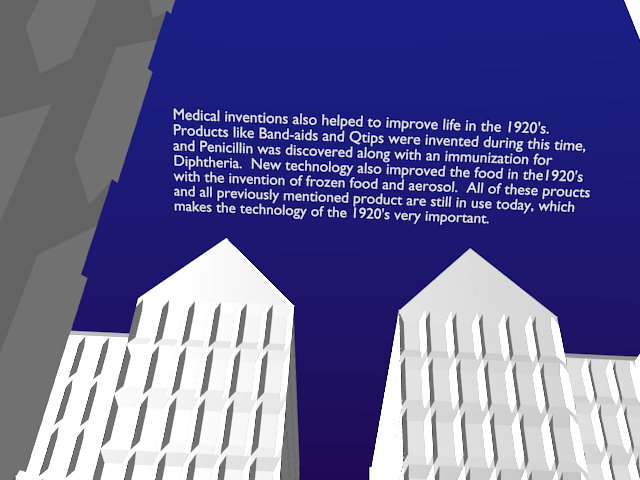 Medical inventions also helped to improve life in the 1920's.
Products like Band-aids and Qtips were invented during this time,
and Penicillin was discovered along with an immunization for
Diphtheria.  New technology also improved the food in the1920's
with the invention of frozen food and aerosol.  All of these proucts
and all previously mentioned product are still in use today, which
makes the technology of the 1920's very important.